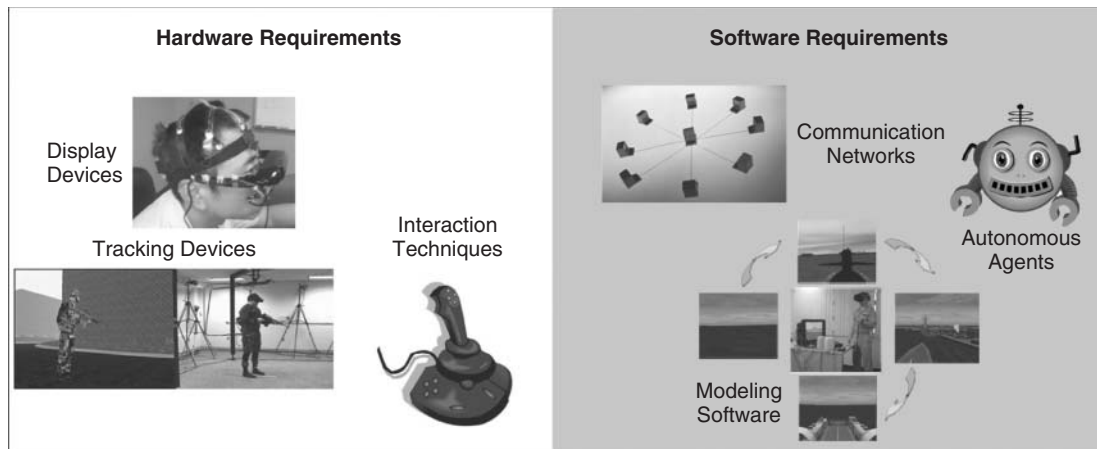 Hardware Requirements
Display
Devices
Tracking Devices
Interaction
Techniques
Software Requirements
Communication
Networks
Autonomous
Agents
Modeling
Software